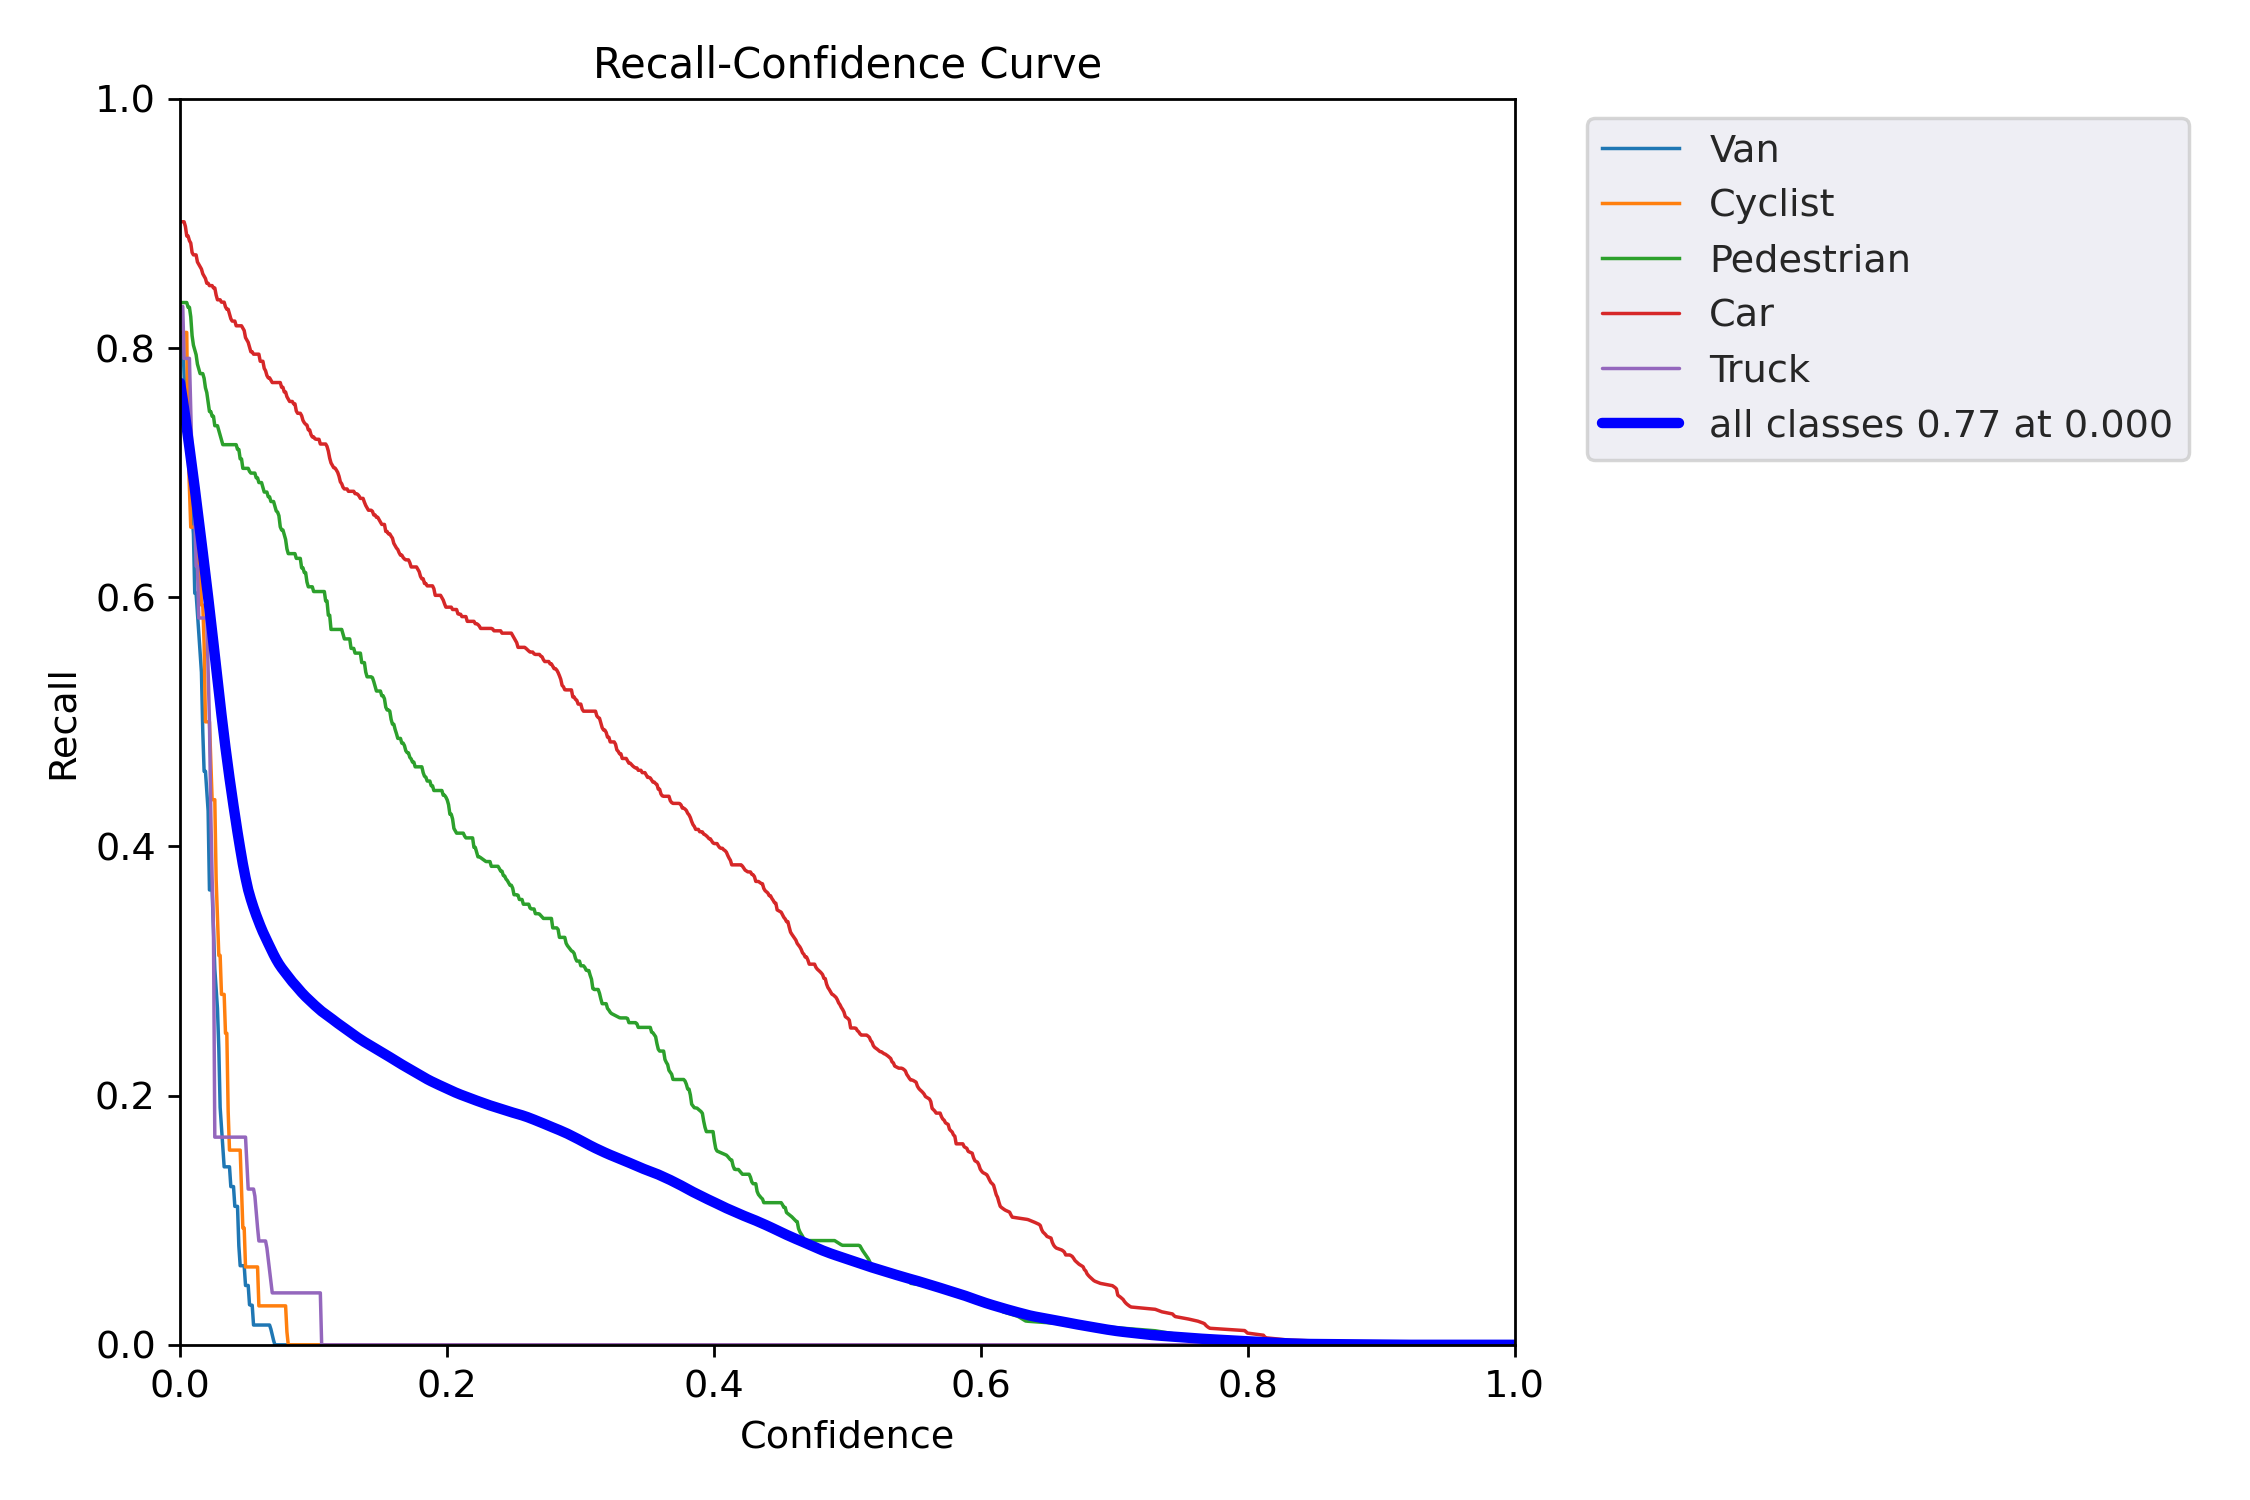 Recall-Confidence Curve
1.0
0.8
0.6
0.4
0.2
0.0
Recall
0.0 0.2 0.4 0.6 0.8 1.0
Confidence
Van
Cyclist
Pedestrian
Car
Truck
all classes 0.77 at 0.000